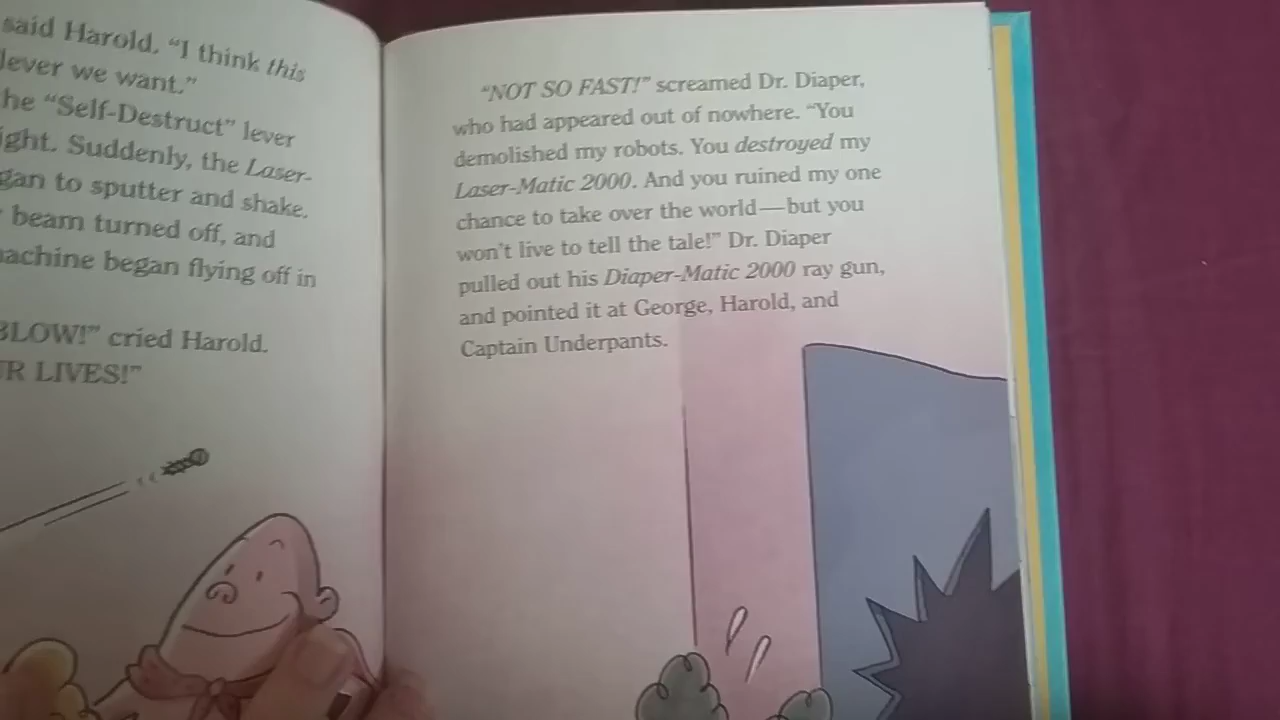 said Harold, “I think this
lever we want.”
he “Self-Destruct” lever
ight. Suddenly, the Laser-
gan to sputter and shake.
beam turned off, and
achine began flying off in
BLOW!” cried Harold.
R LIVES!”
“NOT SO FAST!” screamed Dr. Diaper,
who had appeared out of nowhere. “You
demolished my robots. You destroyed my
Laser-Matic 2000. And you ruined my one
chance to take over the world—but you
won’t live to tell the tale!” Dr. Diaper
pulled out his Diaper-Matic 2000 ray gun,
and pointed it at George, Harold, and
Captain Underpants.